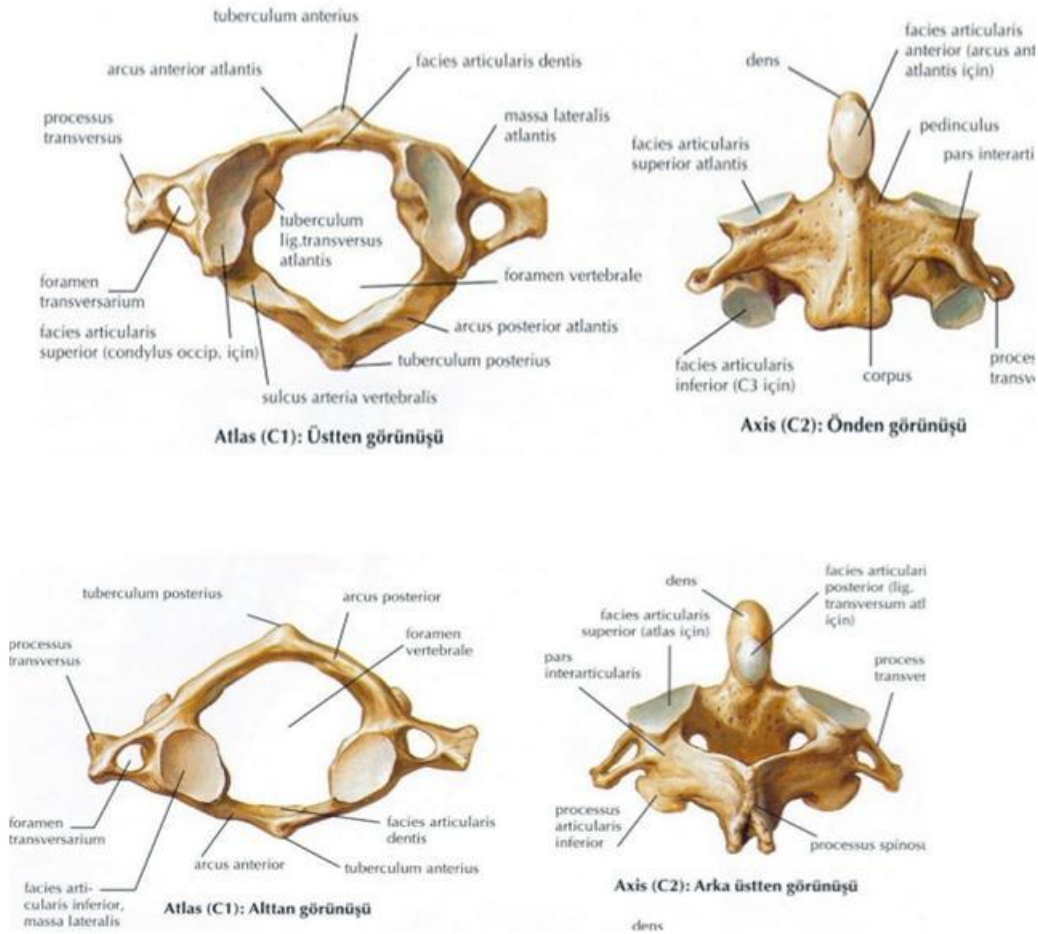 tuberculum anterius
arcus anterior atlantis
facies articularis dentis
processus
transversus
massa lateralis
atlantis
tuberculum
lig.transversus
atlantis
foramen
transversarium
foramen vertebrale
facies articularis
superior (condylus occip. için)
arcus posterior atlantis
tuberculum posterius
sulcus arteria vertebralis
Atlas (C1): Üstten görünüşü
facies articularis
anterior (arcus ant
atlantis için)
dens
pedinculus
facies articularis
superior atlantis
pars interarti
facies articularis
inferior (C3 için)
corpus
proces
transv
Axis (C2): Önden görünüşü
tuberculum posterius
arcus posterior
processus
transversus
foramen
vertebrale
foramen
transversarium
facies articularis
dentis
arcus anterior
tuberculum anterius
facies arti-
cularis inferior,
massa lateralis
Atlas (C1): Alttan görünüşü
facies articulari
posterior (lig.
transversum atl
için)
dens
facies articularis
superior (atlas için)
pars
interarticularis
process
transver
processus
articularis
inferior
processus spinosu
Axis (C2): Arka üstten görünüşü
dens